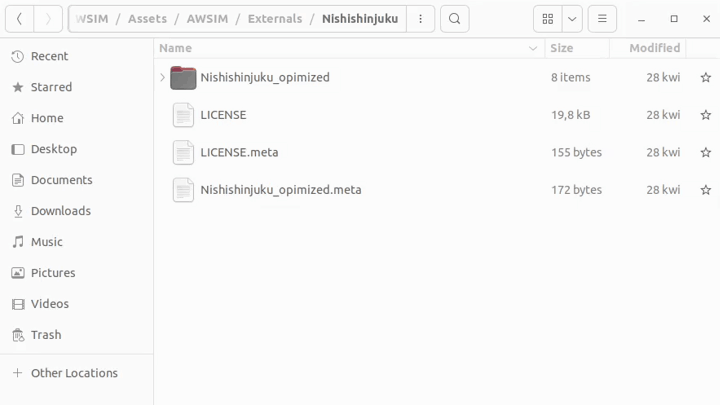 WSIM / Assets / AWSIM / Externals / Nishishinjuku
Name Size Modified
Recent
Starred
Home
Desktop
Documents
Downloads
Music
Pictures
Videos
Trash
Other Locations
Nishishinjuku_opimized 8 items 28 kwi
LICENSE 19,8 kB 28 kwi
LICENSE.meta 155 bytes 28 kwi
Nishishinjuku_opimized.meta 172 bytes 28 kwi